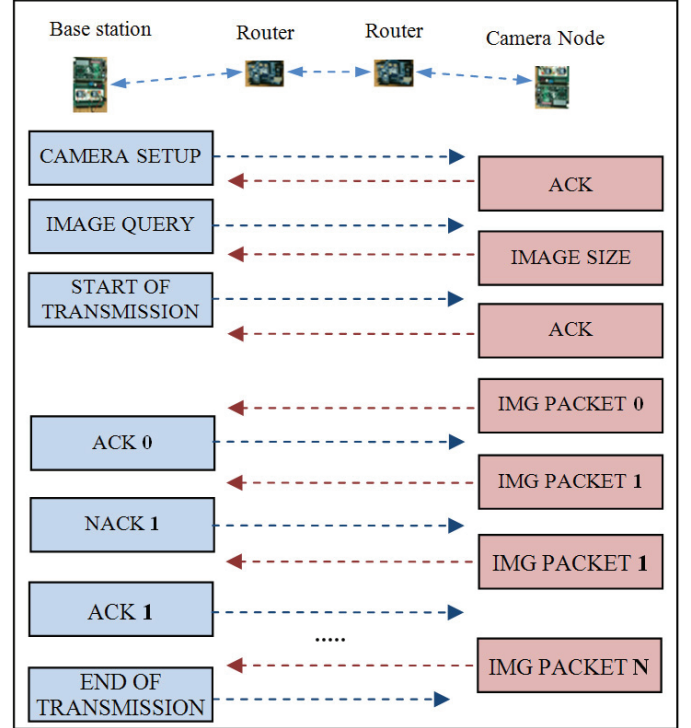 Base station
Router
Router
Camera Node
CAMERA SETUP
ACK
IMAGE QUERY
IMAGE SIZE
START OF
TRANSMISSION
ACK
IMG PACKET 0
ACK 0
IMG PACKET 1
NACK 1
IMG PACKET 1
ACK 1
.....
IMG PACKET N
END OF
TRANSMISSION